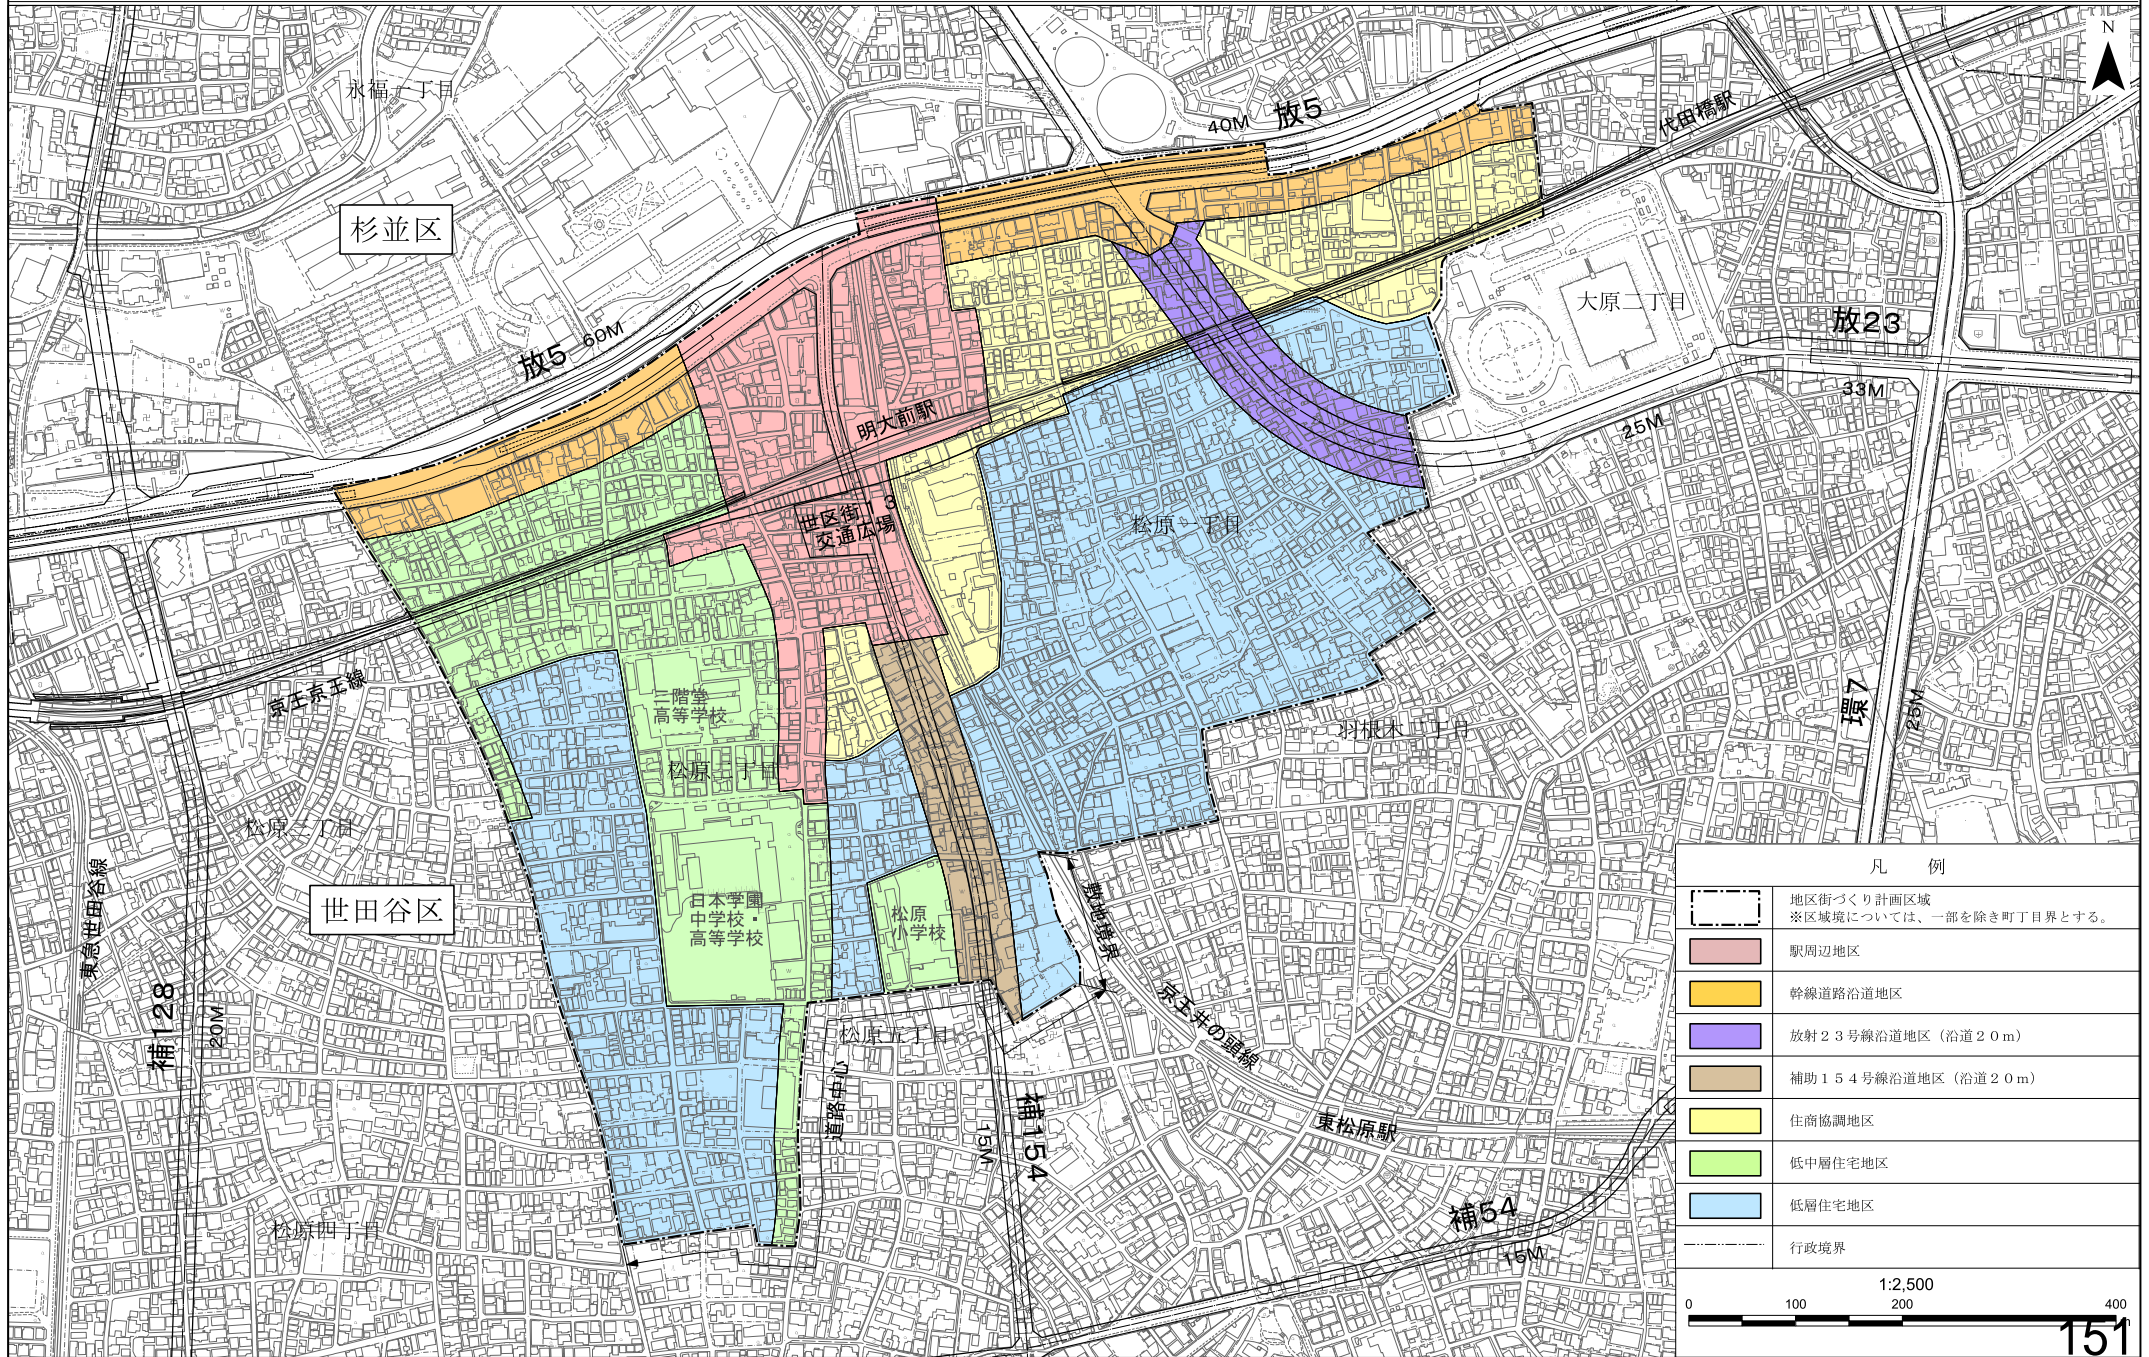 N
永福一丁目
40M
放5
代田橋駅
杉並区
大原二丁目
放23
放5
60M
33M
明大前駅
25M
世区街13
交通広場
松原一丁目
京王京王線
二階堂
高等学校
環7
25M
羽根木二丁目
松原二丁目
松原三丁目
東急世田谷線
世田谷区
日本学園
中学校・
高等学校
松原
小学校
敷地境界
補128
20M
松原五丁目
京王井の頭線
道路中心
15M
補154
東松原駅
補54
15M
松原四丁目
凡 例
地区街づくり計画区域
※区域境については、一部を除き町丁目界とする。
駅周辺地区
幹線道路沿道地区
放射23号線沿道地区(沿道20m)
補助154号線沿道地区(沿道20m)
住商協調地区
低中層住宅地区
低層住宅地区
行政境界
1:2,500
0 100 200 400
m
151